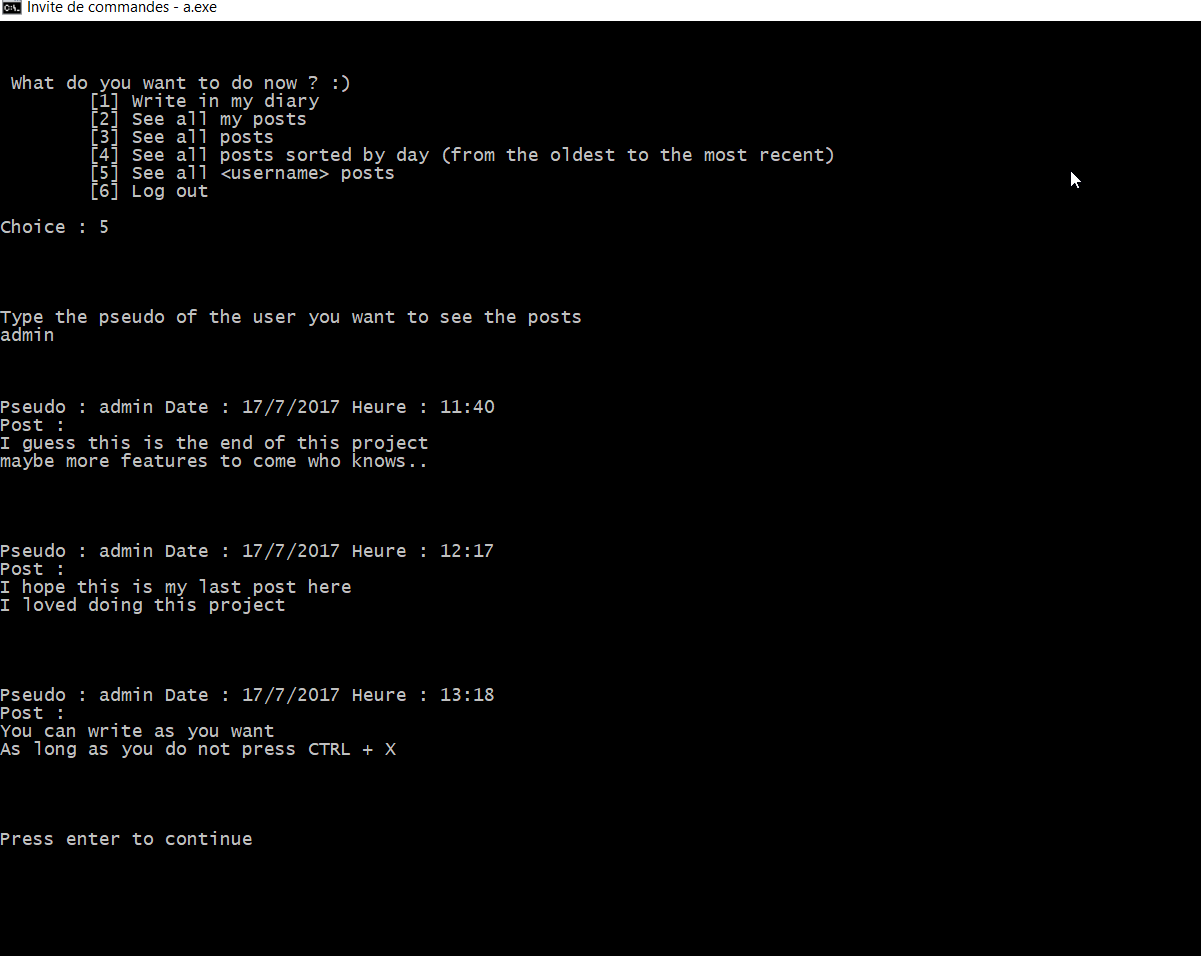 Invite de commandes - a.exe
What do you want to do now ? :)
[1] Write in my diary
[2] See all my posts
[3] See all posts
[4] See all posts sorted by day (from the oldest to the most recent)
[5] See all <username> posts
[6] Log out
Choice : 5
Type the pseudo of the user you want to see the posts
admin
Pseudo : admin Date : 17/7/2017 Heure : 11:40
Post :
I guess this is the end of this project
maybe more features to come who knows..
Pseudo : admin Date : 17/7/2017 Heure : 12:17
Post :
I hope this is my last post here
I loved doing this project
Pseudo : admin Date : 17/7/2017 Heure : 13:18
Post :
You can write as you want
As long as you do not press CTRL + X
Press enter to continue